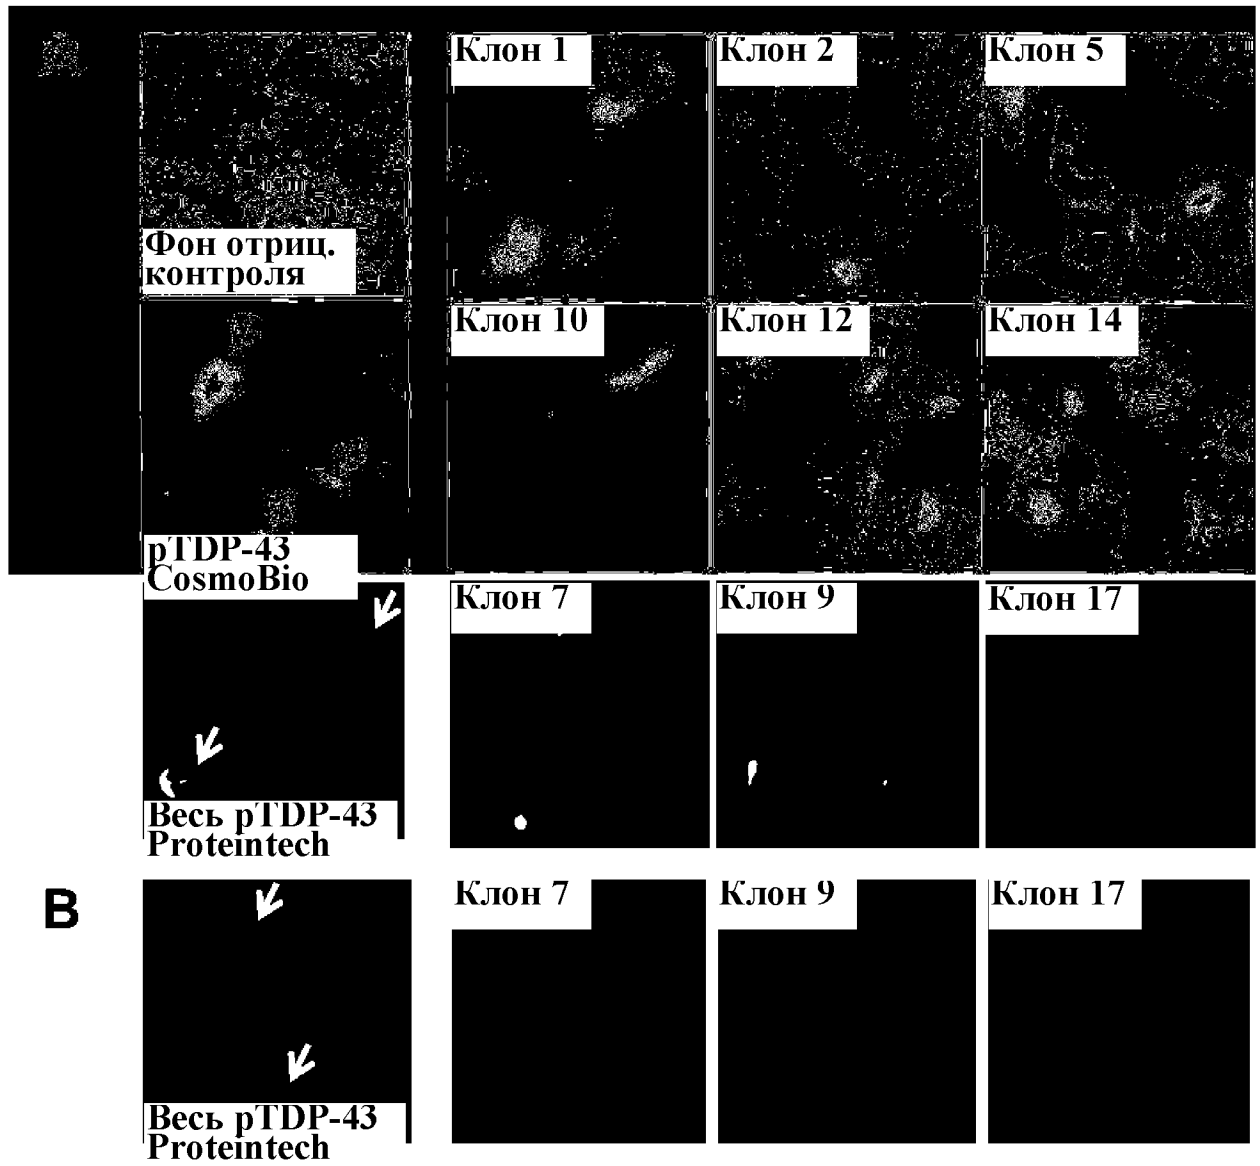 Клон 1
Клон 2
Клон 5
Фон отриц.
контроля
Клон 10
Клон 12
Клон 14
pTDP-43
CosmoBio
Клон 7
Клон 9
Клон 17
Весь pTDP-43
Proteintech
B
Клон 7
Клон 9
Клон 17
Весь pTDP-43
Proteintech